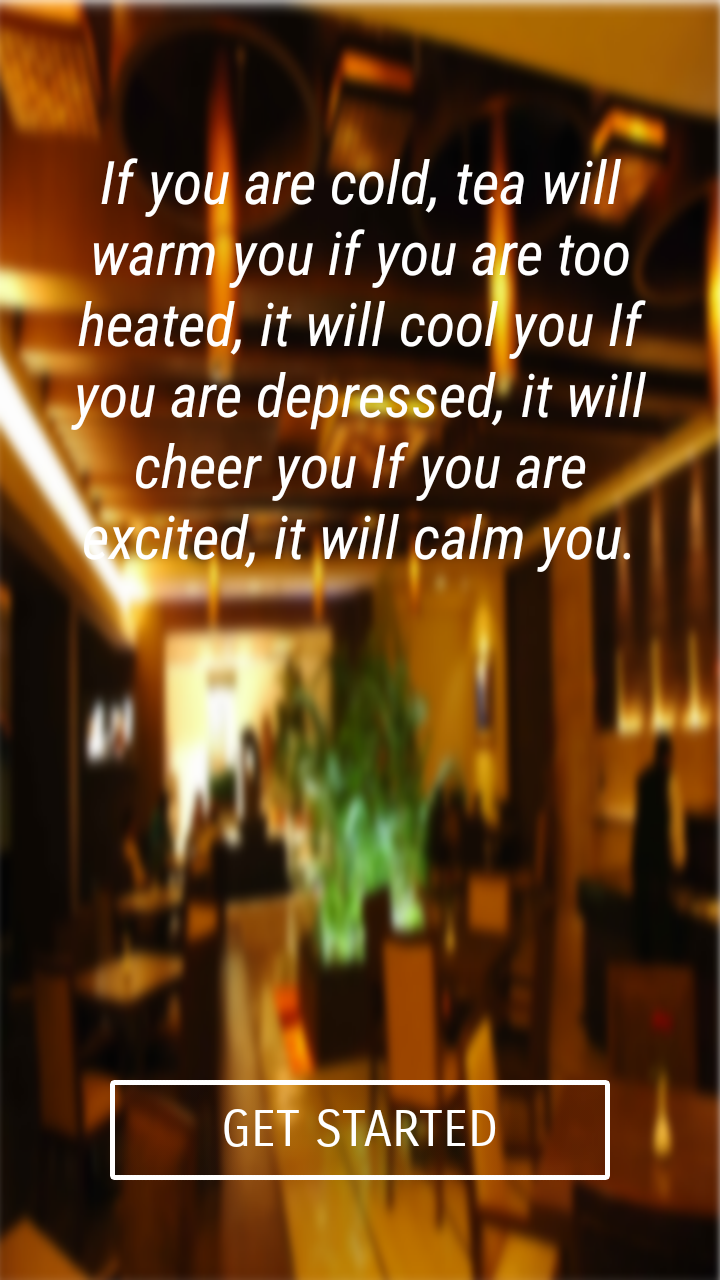 If you are cold, tea will
warm you if you are too
heated, it will cool you If
you are depressed, it will
cheer you If you are
excited, it will calm you.
GET STARTED